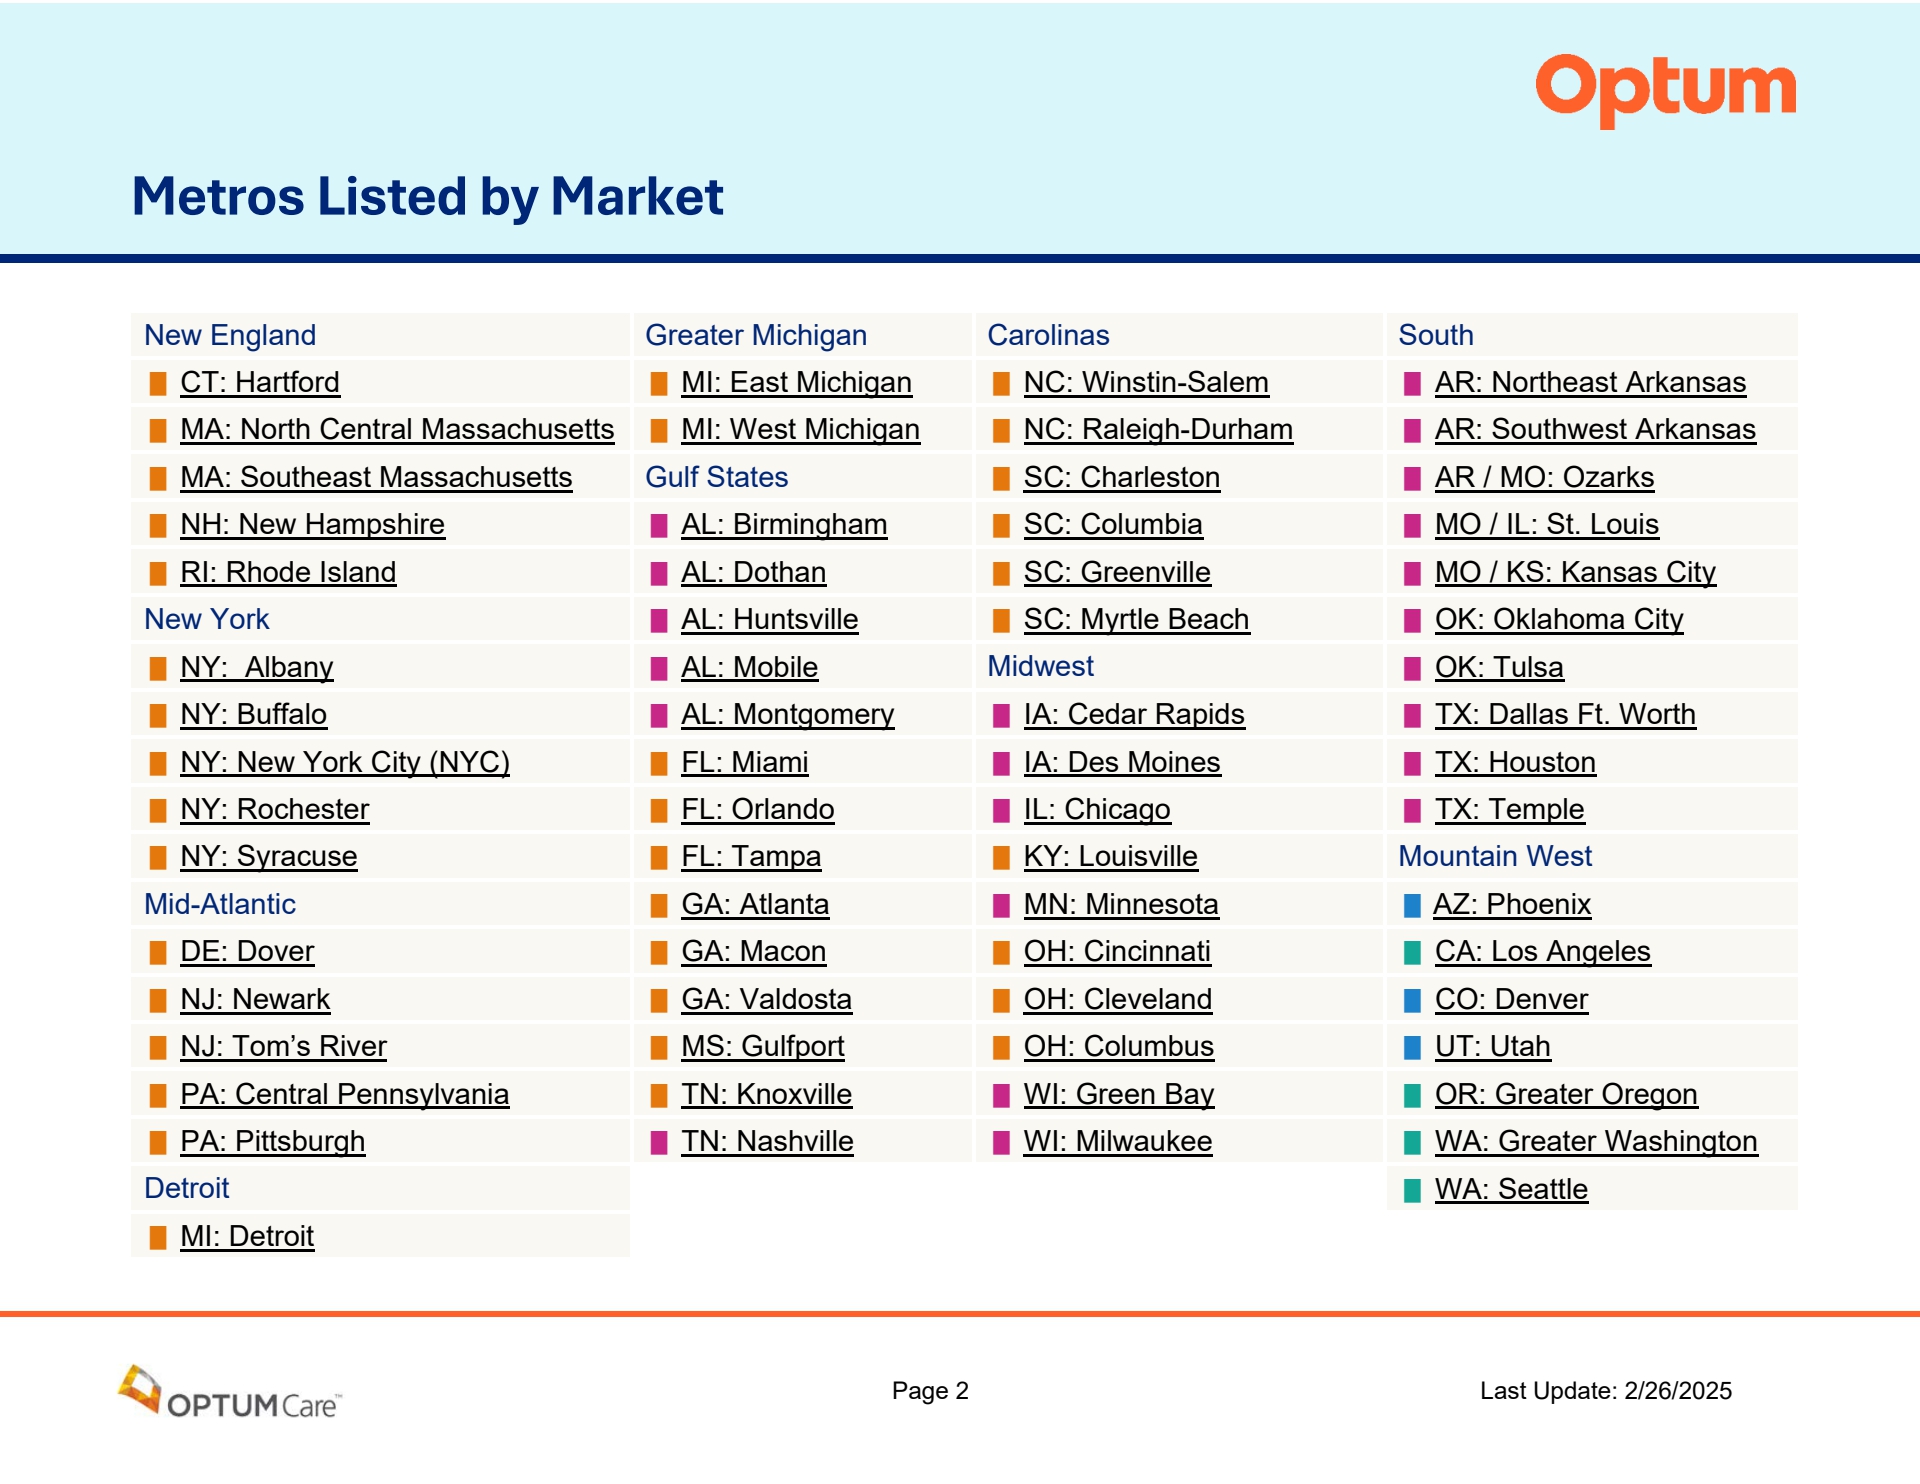 Optum
Metros Listed by Market
New England
CT: Hartford
MA: North Central Massachusetts
MA: Southeast Massachusetts
NH: New Hampshire
RI: Rhode Island
New York
NY:  Albany
NY: Buffalo
NY: New York City (NYC)
NY: Rochester
NY: Syracuse
Mid-Atlantic
DE: Dover
NJ: Newark
NJ: Tom’s River
PA: Central Pennsylvania
PA: Pittsburgh
Detroit
MI: Detroit
Greater Michigan
MI: East Michigan
MI: West Michigan
Gulf States
AL: Birmingham
AL: Dothan
AL: Huntsville
AL: Mobile
AL: Montgomery
FL: Miami
FL: Orlando
FL: Tampa
GA: Atlanta
GA: Macon
GA: Valdosta
MS: Gulfport
TN: Knoxville
TN: Nashville
Carolinas
NC: Winstin-Salem
NC: Raleigh-Durham
SC: Charleston
SC: Columbia
SC: Greenville
SC: Myrtle Beach
Midwest
IA: Cedar Rapids
IA: Des Moines
IL: Chicago
KY: Louisville
MN: Minnesota
OH: Cincinnati
OH: Cleveland
OH: Columbus
WI: Green Bay
WI: Milwaukee
South
AR: Northeast Arkansas
AR: Southwest Arkansas
AR / MO: Ozarks
MO / IL: St. Louis
MO / KS: Kansas City
OK: Oklahoma City
OK: Tulsa
TX: Dallas Ft. Worth
TX: Houston
TX: Temple
Mountain West
AZ: Phoenix
CA: Los Angeles
CO: Denver
UT: Utah
OR: Greater Oregon
WA: Greater Washington
WA: Seattle
OPTUM Care™
Page 2
Last Update: 2/26/2025